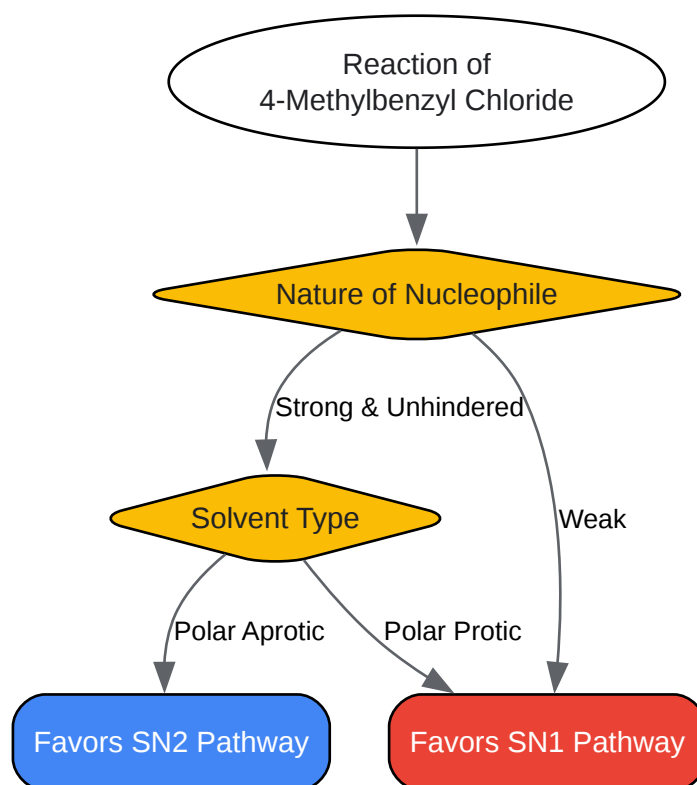 Reaction of
4-Methylbenzyl Chloride
Nature of Nucleophile
Strong & Unhindered
Solvent Type
Weak
Polar Aprotic
Polar Protic
Favors SN2 Pathway
Favors SN1 Pathway